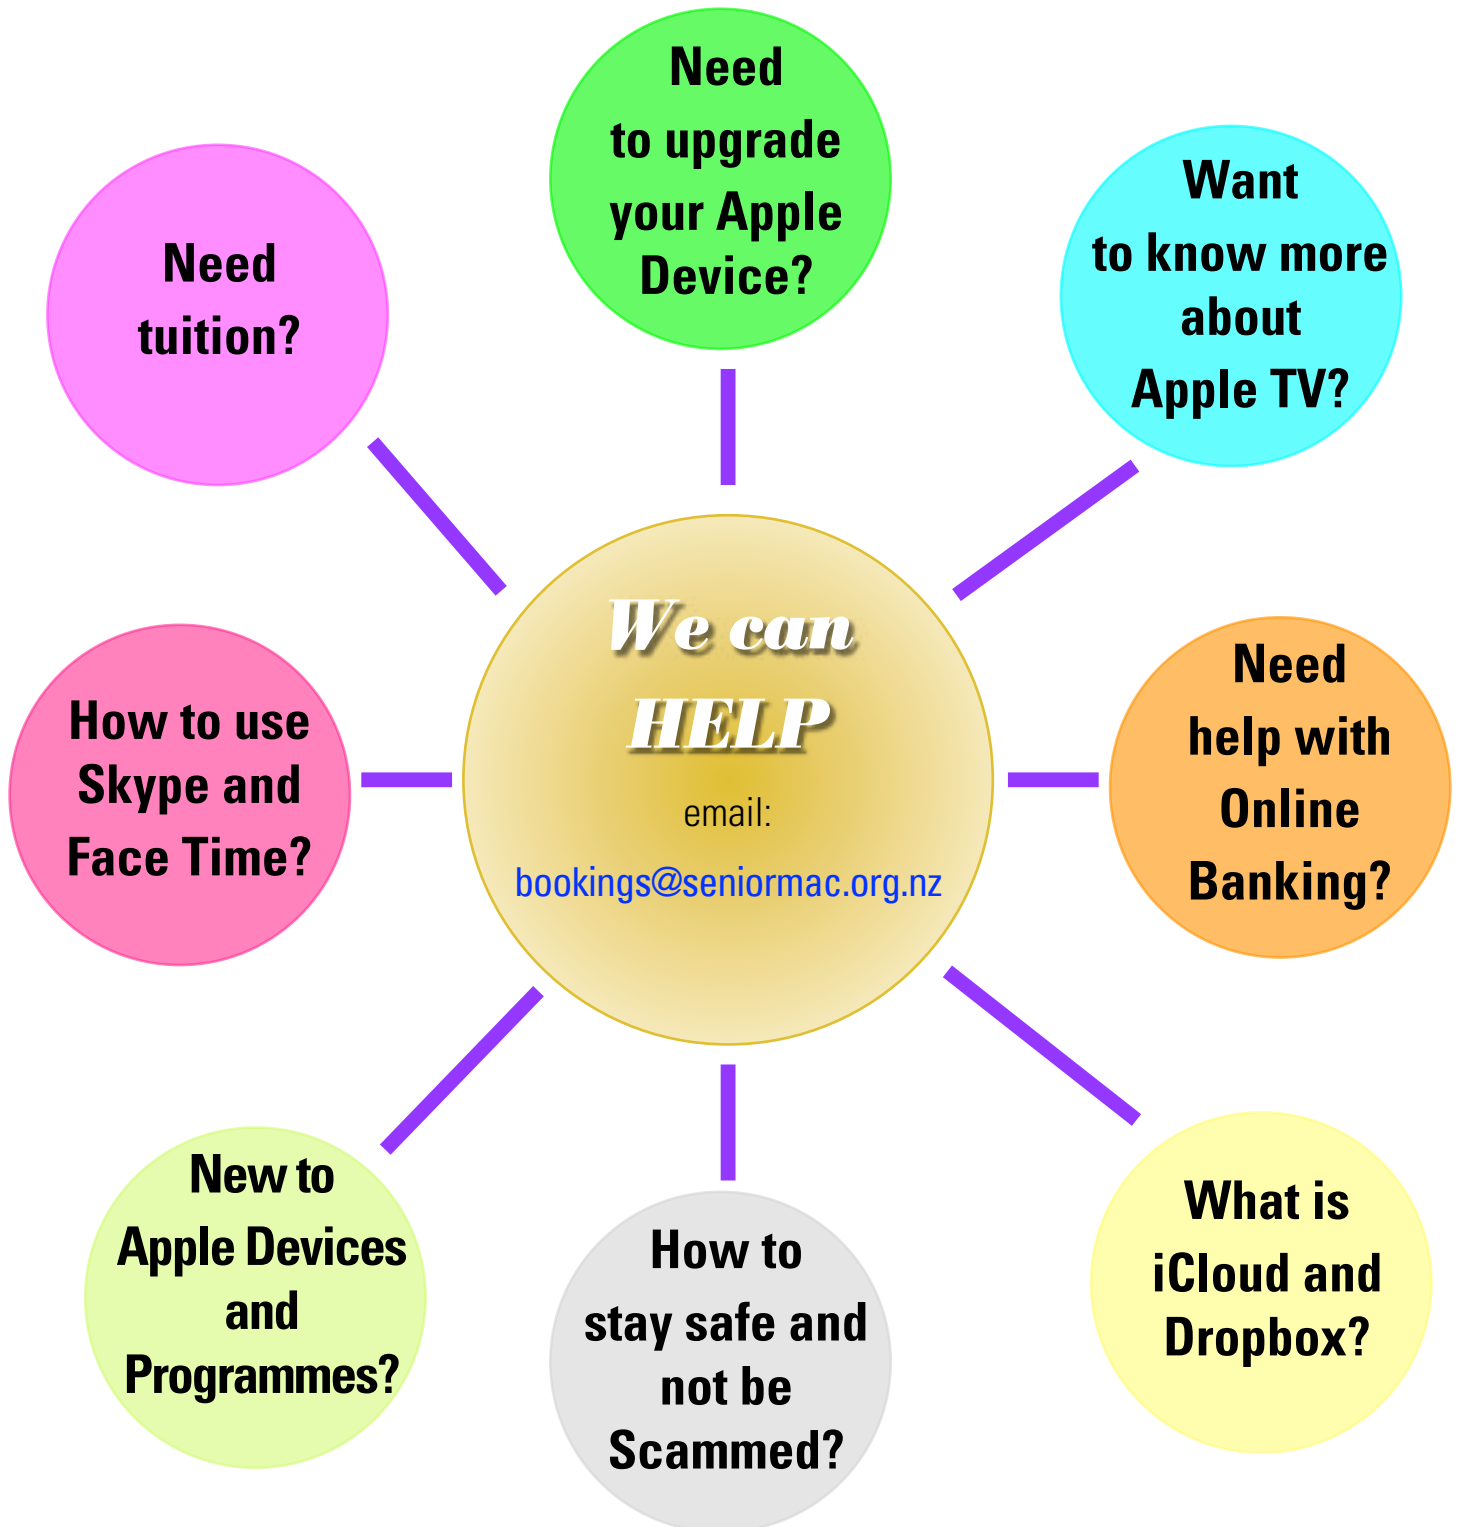 Need
to upgrade
your Apple
Device?
Want
to know more
about
Apple TV?
Need
help with
Online
Banking?
What is
iCloud and
Dropbox?
How to
stay safe and
not be
Scammed?
New to
Apple Devices
and
Programmes?
How to use
Skype and
Face Time?
Need
tuition?
We can
HELP
email:
bookings@seniormac.org.nz